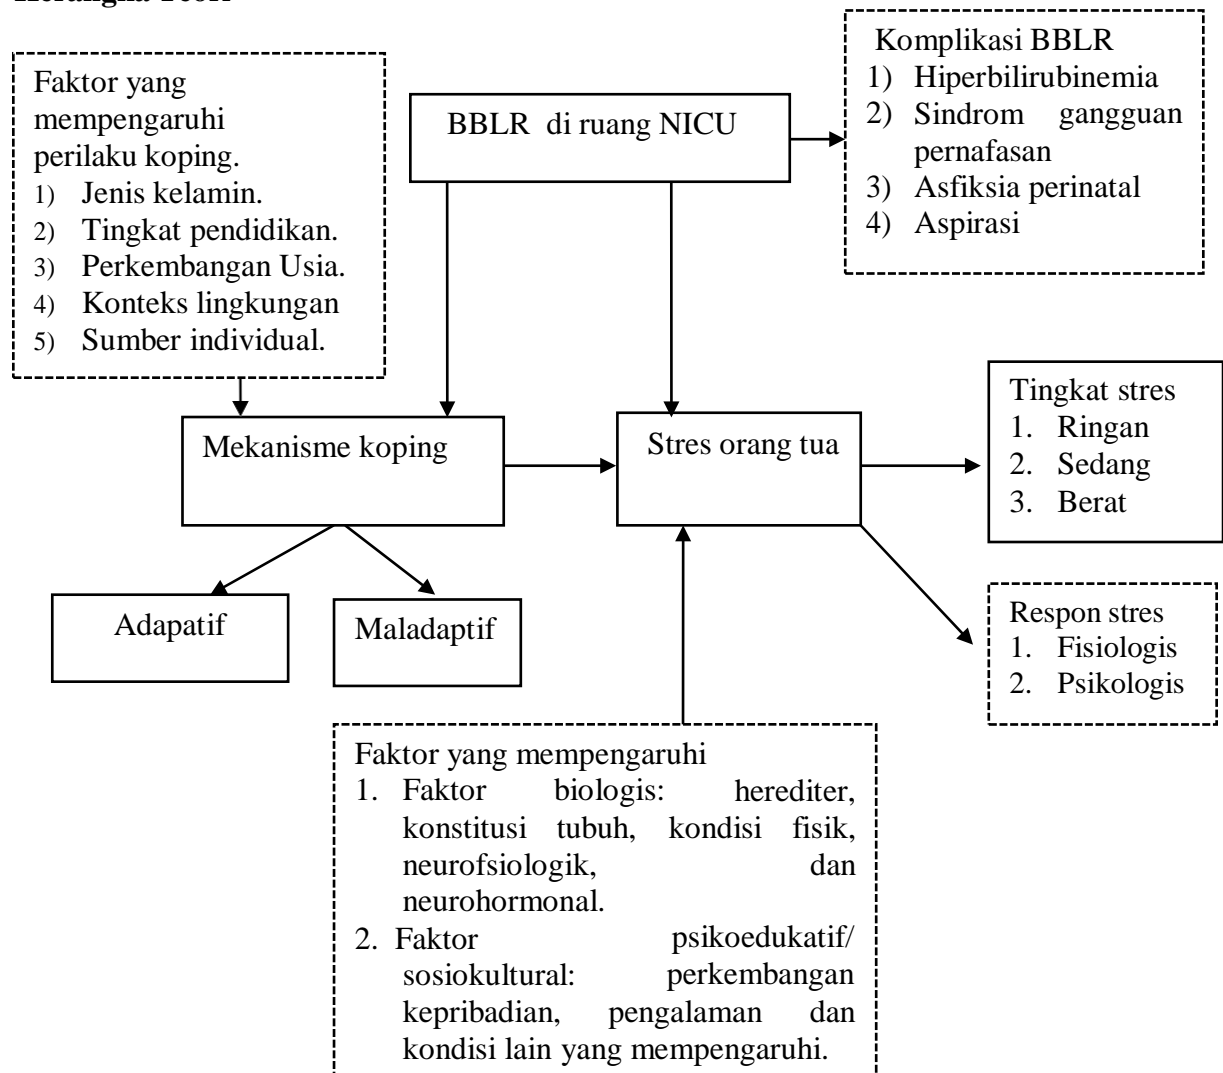 Komplikasi BBLR
1) Hiperbilirubinemia
2) Sindrom gangguan
pernafasan
3) Asfiksia perinatal
4) Aspirasi
Faktor yang
mempengaruhi
perilaku koping.
1) Jenis kelamin.
2) Tingkat pendidikan.
3) Perkembangan Usia.
4) Konteks lingkungan
5) Sumber individual.
BBLR di ruang NICU
Mekanisme koping
Stres orang tua
Tingkat stres
1. Ringan
2. Sedang
3. Berat
Adapatif
Maladaptif
Respon stres
1. Fisiologis
2. Psikologis
Faktor yang mempengaruhi
1. Faktor biologis: herediter,
konstitusi tubuh, kondisi fisik,
neurofsiologik, dan
neurohormonal.
2. Faktor psikoedukatif/
sosiokultural: perkembangan
kepribadian, pengalaman dan
kondisi lain yang mempengaruhi.